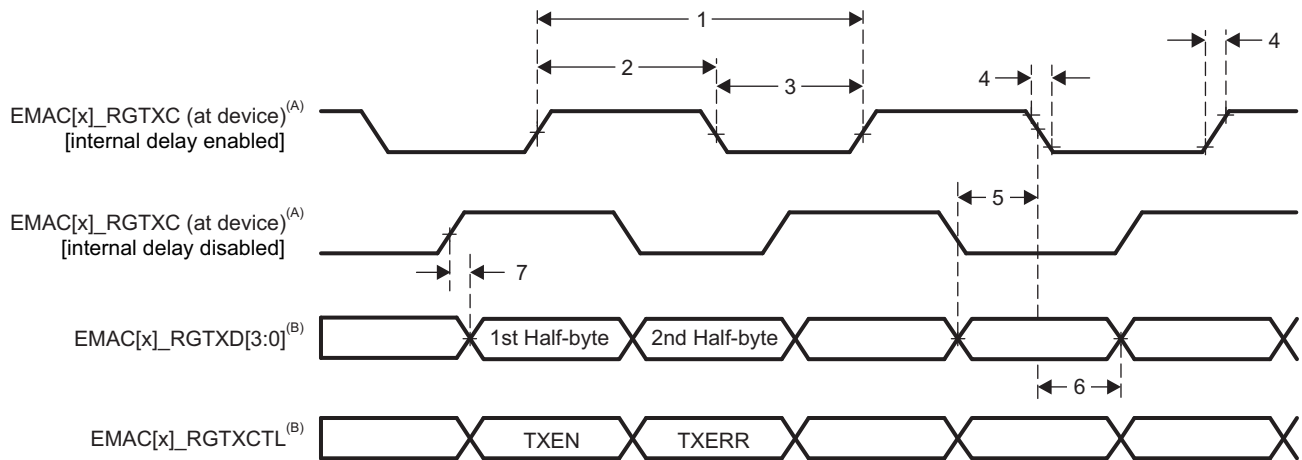 1
4
2
4
3
EMAC[x]_RGTXC (at device)(A)
[internal delay enabled]
5
EMAC[x]_RGTXC (at device)(A)
[internal delay disabled]
7
EMAC[x]_RGTXD[3:0](B)
1st Half-byte
2nd Half-byte
6
EMAC[x]_RGTXCTL(B)
TXEN
TXERR